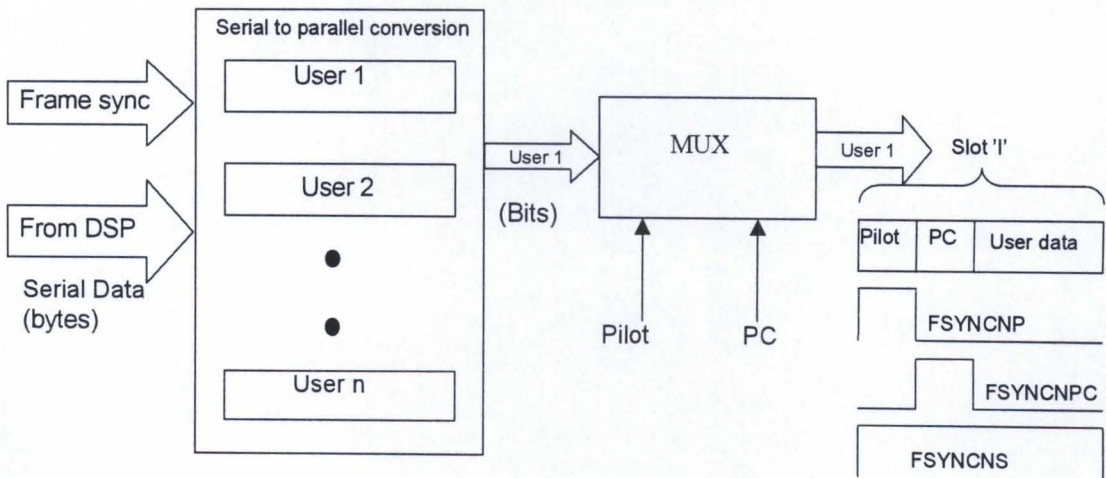 Serial to parallel conversion
User 1
Frame sync
User 2
From DSP
Serial Data
(bytes)
User n
User 1
(Bits)
MUX
Pilot
PC
User 1
Slot 'I'
Pilot
PC
User data
FSYNCNP
FSYNCNPC
FSYNCNS